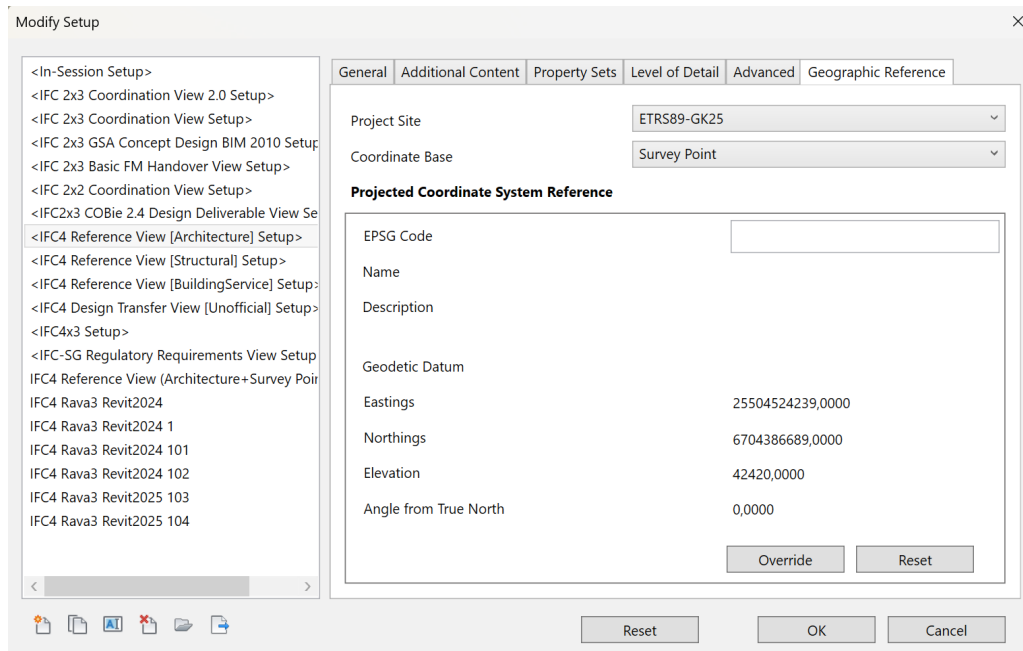 Modify Setup
<In-Session Setup>
<IFC 2x3 Coordination View 2.0 Setup>
<IFC 2x3 Coordination View Setup>
<IFC 2x3 GSA Concept Design BIM 2010 Setup
<IFC 2x3 Basic FM Handover View Setup>
<IFC 2x2 Coordination View Setup>
<IFC2x3 COBie 2.4 Design Deliverable View Se
<IFC4 Reference View [Architecture] Setup>
<IFC4 Reference View [Structural] Setup>
<IFC4 Reference View [BuildingService] Setup>
<IFC4 Design Transfer View [Unofficial] Setup>
<IFC4x3 Setup>
<IFC-SG Regulatory Requirements View Setup
IFC4 Reference View (Architecture+Survey Poin
IFC4 Rava3 Revit2024
IFC4 Rava3 Revit2024 1
IFC4 Rava3 Revit2024 101
IFC4 Rava3 Revit2024 102
IFC4 Rava3 Revit2025 103
IFC4 Rava3 Revit2025 104
General Additional Content Property Sets Level of Detail Advanced Geographic Reference
Project Site ETRS89-GK25
Coordinate Base Survey Point
Projected Coordinate System Reference
EPSG Code
Name
Description
Geodetic Datum
Eastings 25504524239,0000
Northings 6704386689,0000
Elevation 42420,0000
Angle from True North 0,0000
Override Reset
AI
Reset OK Cancel